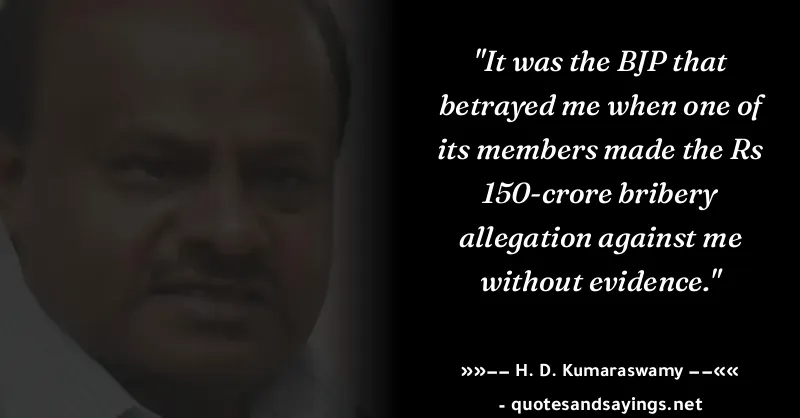 "It was the BJP that
betrayed me when one of
its members made the Rs
150-crore bribery
allegation against me
without evidence."
»»−− H. D. Kumaraswamy −−««
- quotesandsayings.net